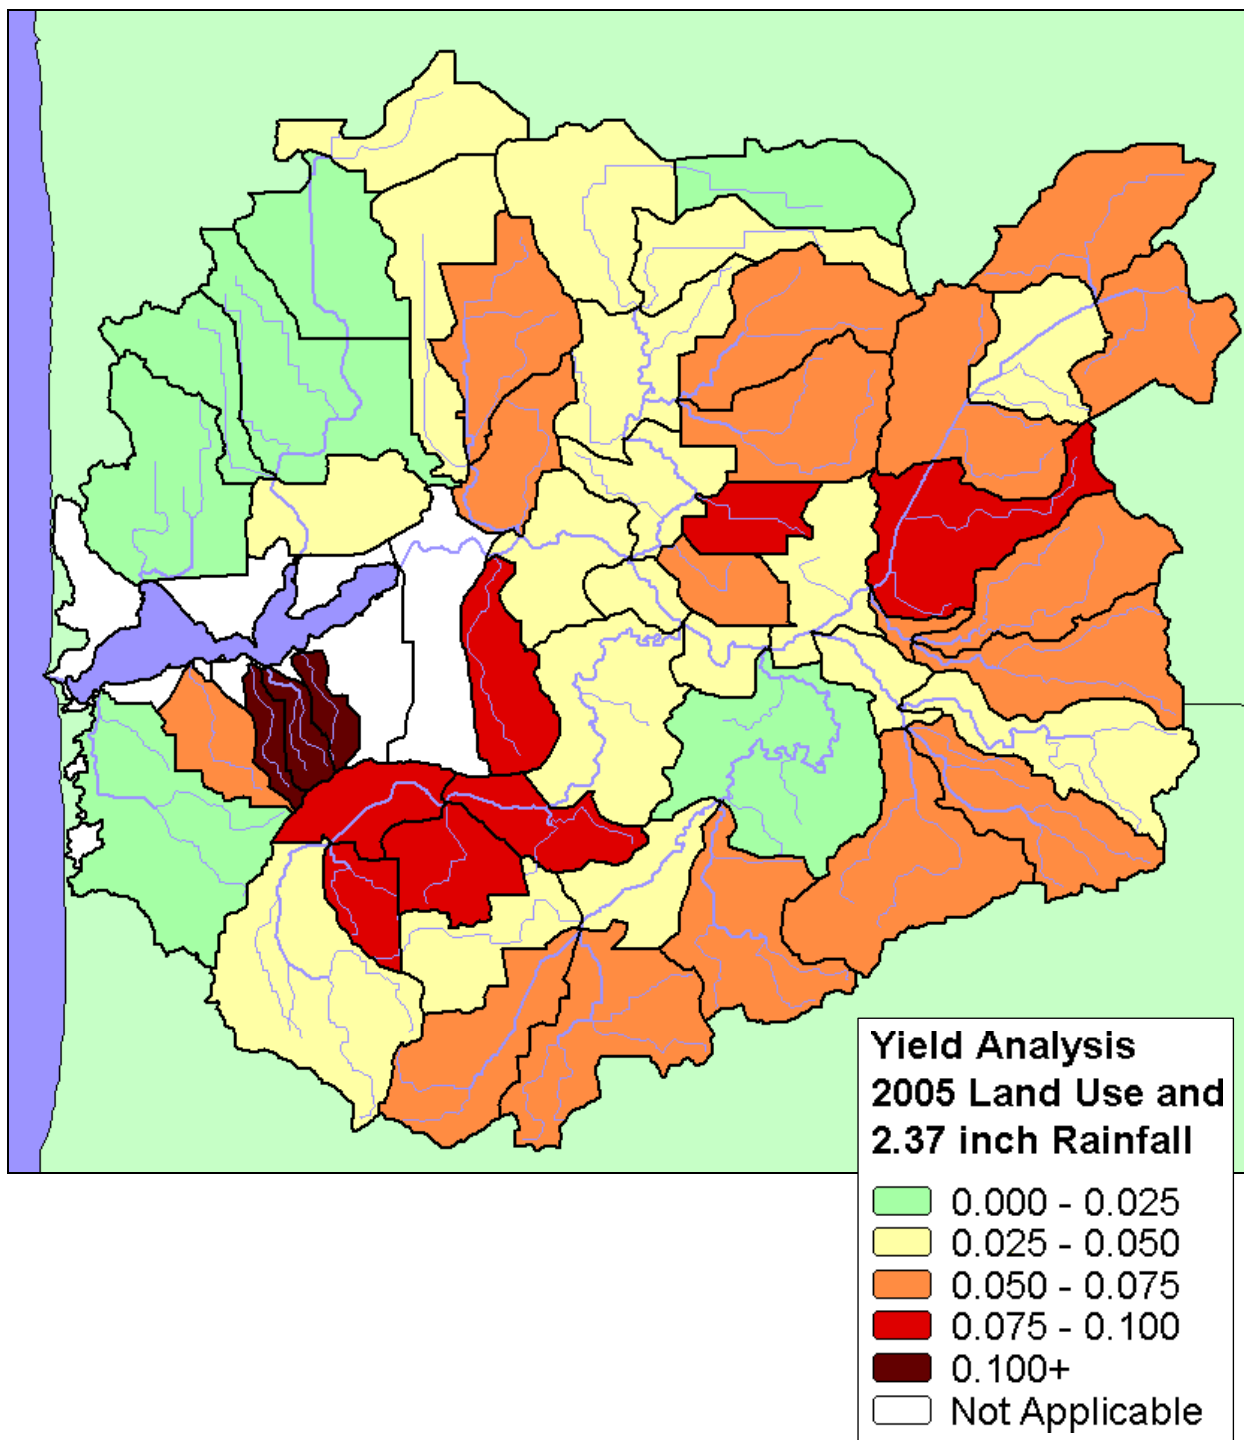 Yield Analysis
2005 Land Use and
2.37 inch Rainfall
0.000 - 0.025
0.025 - 0.050
0.050 - 0.075
0.075 - 0.100
0.100+
Not Applicable